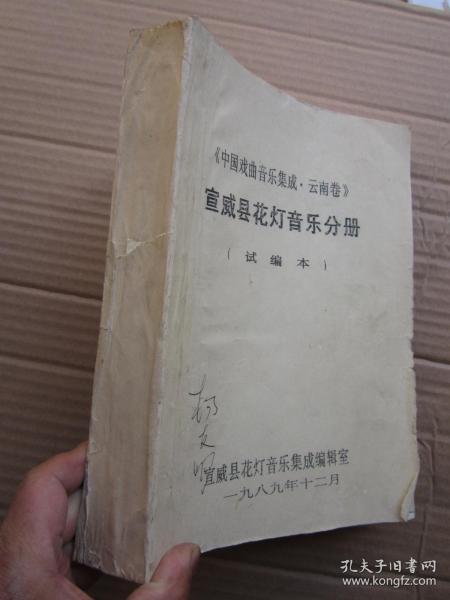 《中国戏曲音乐集成·云南卷》
宣威县花灯音乐分册
(试编本)
宣威县花灯音乐集成编辑室
一九八九年十二月
孔夫子旧书网
www.kongfz.com